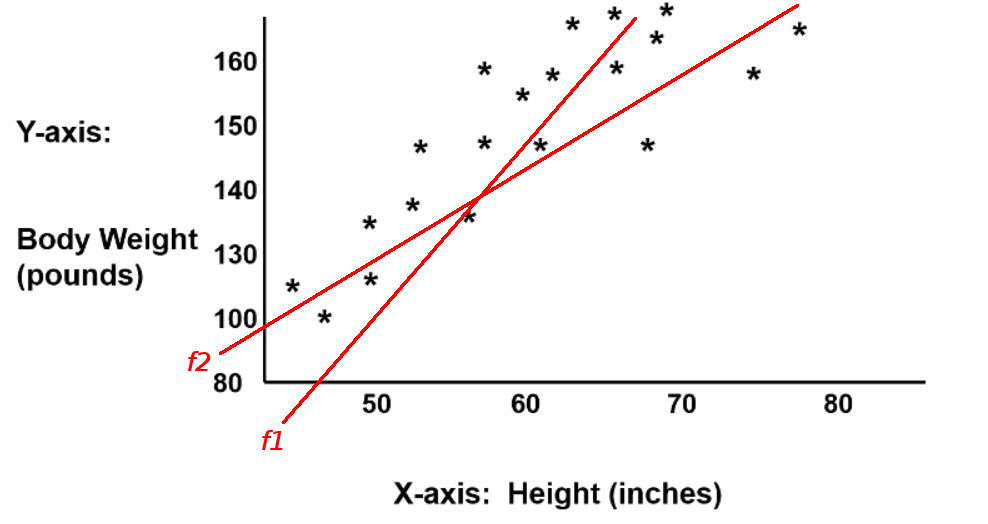 160
Y-axis:
150
140
Body Weight
(pounds)
130
100
f2
80
50 60 70 80
f1
X-axis: Height (inches)